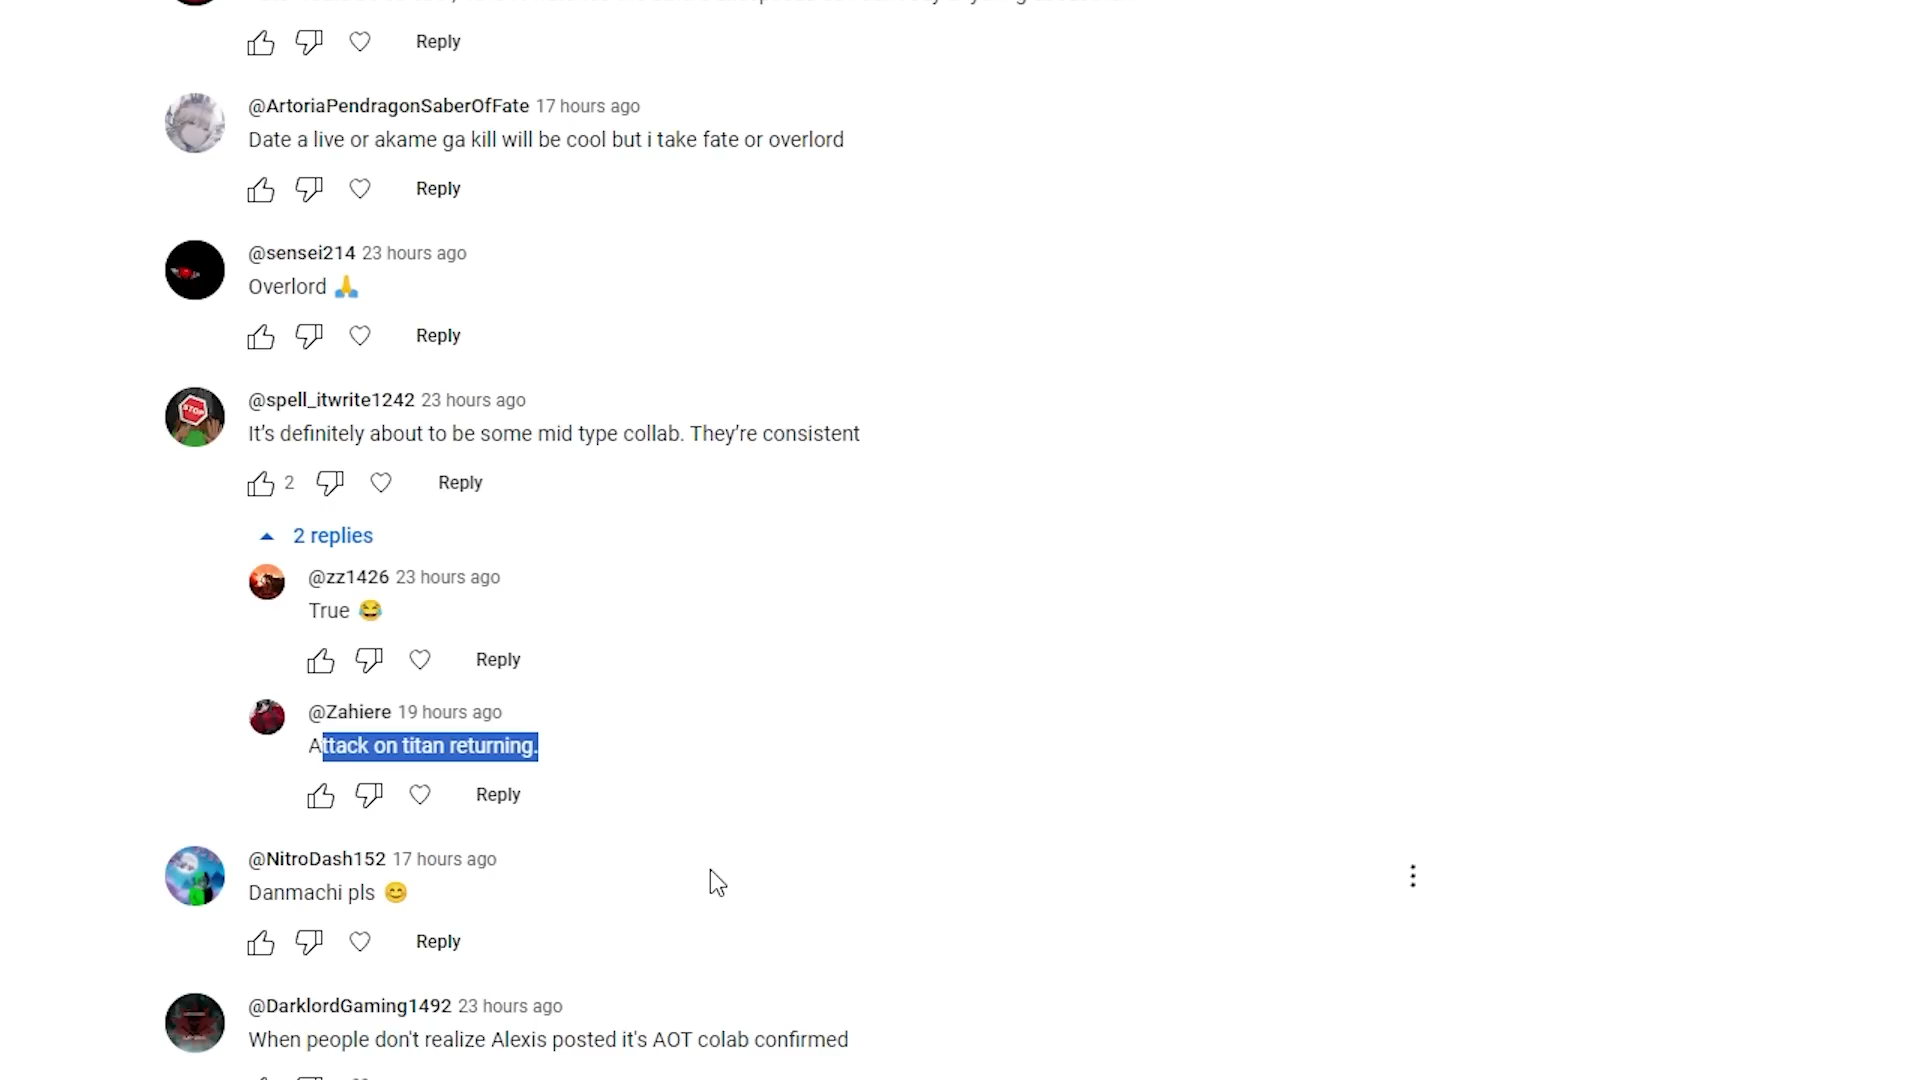 Reply
@ArtoriaPendragonSaberOfFate 17 hours ago
Date a live or akame ga kill will be cool but i take fate or overlord
Reply
@sensei214 23 hours ago
Overlord 🙏
Reply
@spell_itwrite1242 23 hours ago
STOP
It's definitely about to be some mid type collab. They're consistent
2 Reply
2 replies
@zz1426 23 hours ago
True 😂
Reply
@Zahiere 19 hours ago
Attack on titan returning.
Reply
@NitroDash152 17 hours ago
Danmachi pls 😊
Reply
@DarklordGaming1492 23 hours ago
When people don't realize Alexis posted it's AOT colab confirmed